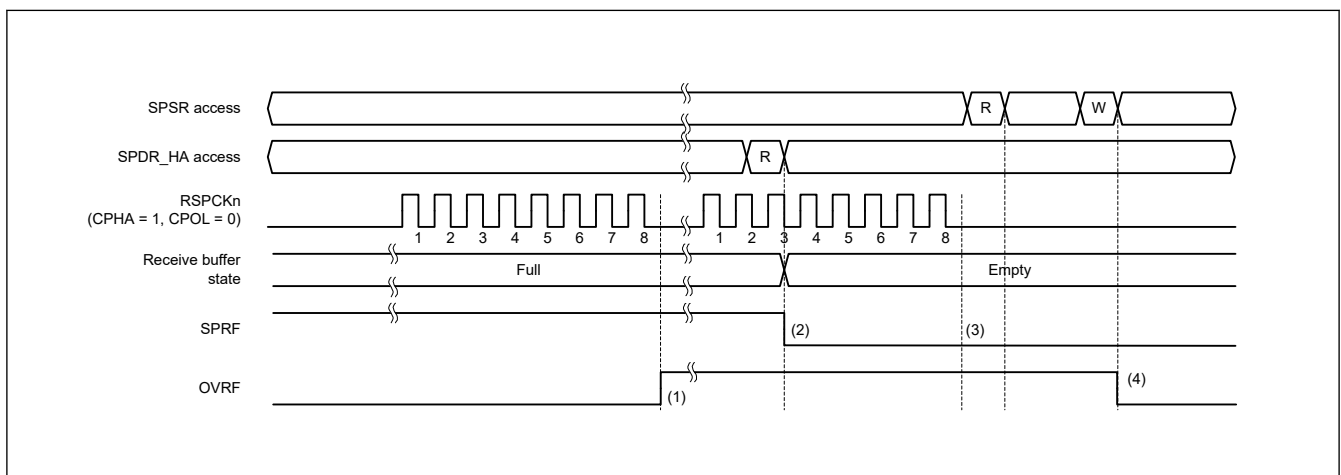 SPSR access
R
W
SPDR_HA access
R
RSPCKn
(CPHA = 1, CPOL = 0)
1 2 3 4 5 6 7 8
1 2 3 4 5 6 7 8
Receive buffer
state
Full
Empty
SPRF
(2)
(3)
OVRF
(1)
(4)